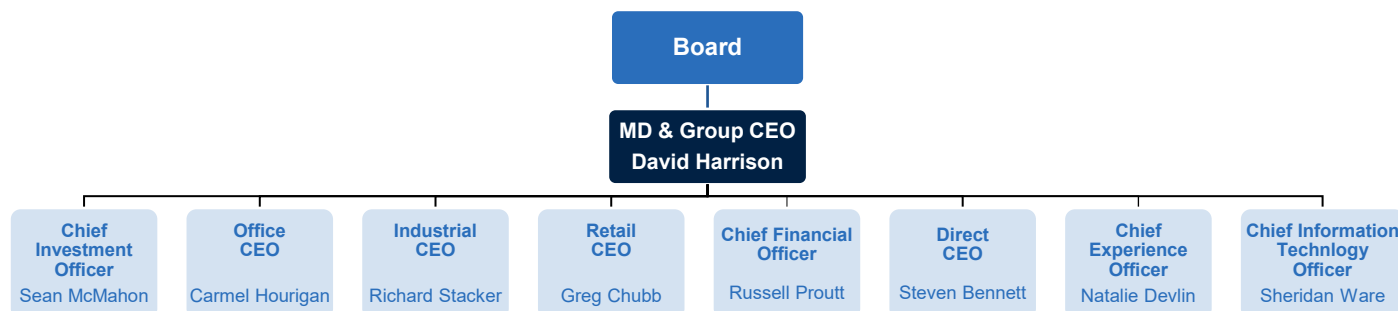 Board
MD & Group CEO
David Harrison
Chief
Investment
Officer
Sean McMahon
Office
CEO
Carmel Hourigan
Industrial
CEO
Richard Stacker
Retail
CEO
Greg Chubb
Chief Financial
Officer
Russell Proutt
Direct
CEO
Steven Bennett
Chief
Experience
Officer
Natalie Devlin
Chief Information
Technlogy
Officer
Sheridan Ware